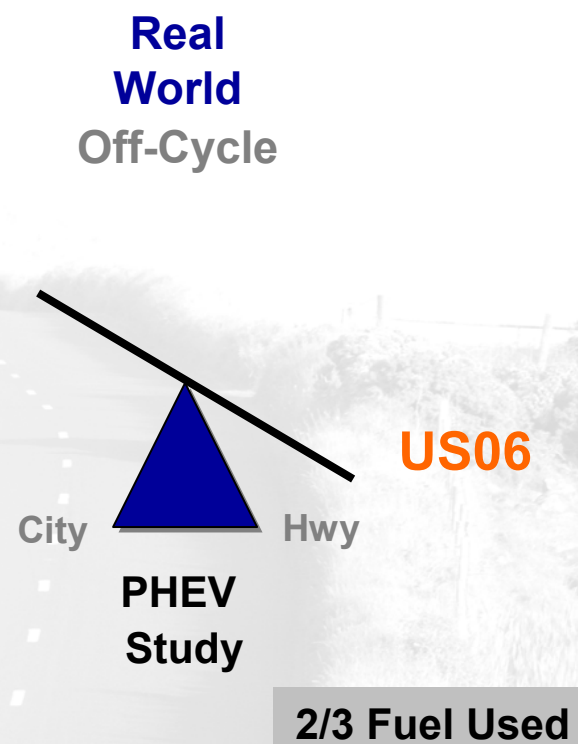 Real
World
Off-Cycle
US06
City
Hwy
PHEV
Study
2/3 Fuel Used